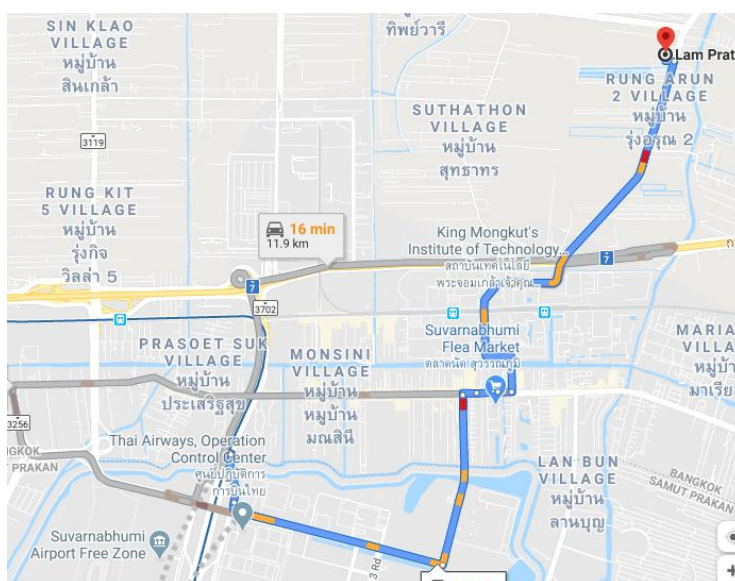 SIN KLAO
VILLAGE
หมู่บ้าน
สินเกล้า
ทิพย์วารี
Lam Prat
RUNG ARUN
2 VILLAGE
หมู่บ้าน
รุ่งอรุณ 2
3119
SUTHATHON
VILLAGE
หมู่บ้าน
สุทธาทร
RUNG KIT
5 VILLAGE
หมู่บ้าน
รุ่งกิจ
วิลล่า 5
16 min
11.9 km
King Mongkut's
Institute of Technology...
สถาบันเทคโนโลยี
พระจอมเกล้าเจ้าคุณ...
7
7
3702
Suvarnabhumi
Flea Market
ตลาดนัด สุวรรณภูมิ
PRASOET SUK
VILLAGE
หมู่บ้าน
ประเสริฐสุข
MONSINI
VILLAGE
หมู่บ้าน
หมู่บ้าน
มณสินี
MARIA
VILLA
หมู่บ้า
มาเรีย
3256
NGKOK
UT PRAKAN
Thai Airways, Operation
Control Center
ศูนย์ปฏิบัติการ
การบินไทย
LAN BUN
VILLAGE
หมู่บ้าน
ลานบุญ
BANGKOK
SAMUT PRAKAN
Suvarnabhumi
Airport Free Zone
3 Rd